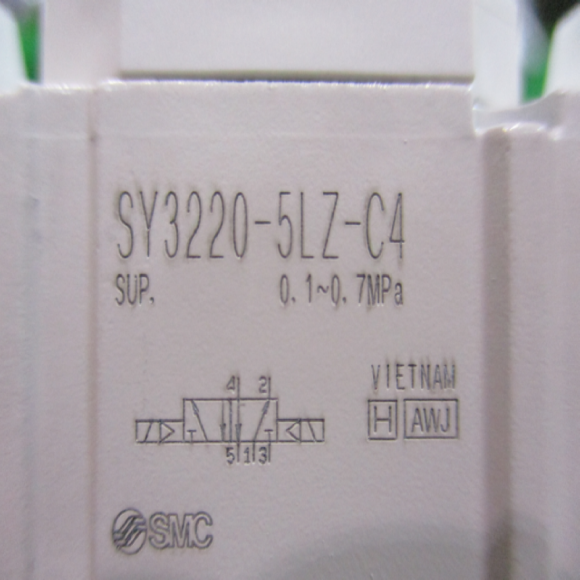 SY3220-5LZ-C4
SUP. 0.1~0.7MPa
VIETNAM
H AWJ
4 2
5 1 3
SMC